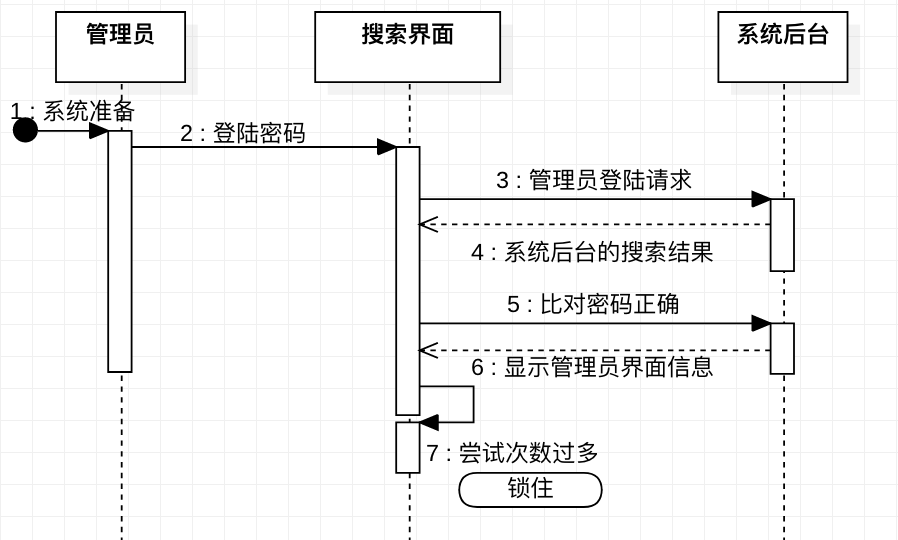 管理员
搜索界面
系统后台
1 : 系统准备
2 : 登陆密码
3 : 管理员登陆请求
4 : 系统后台的搜索结果
5 : 比对密码正确
6 : 显示管理员界面信息
7 : 尝试次数过多
锁住